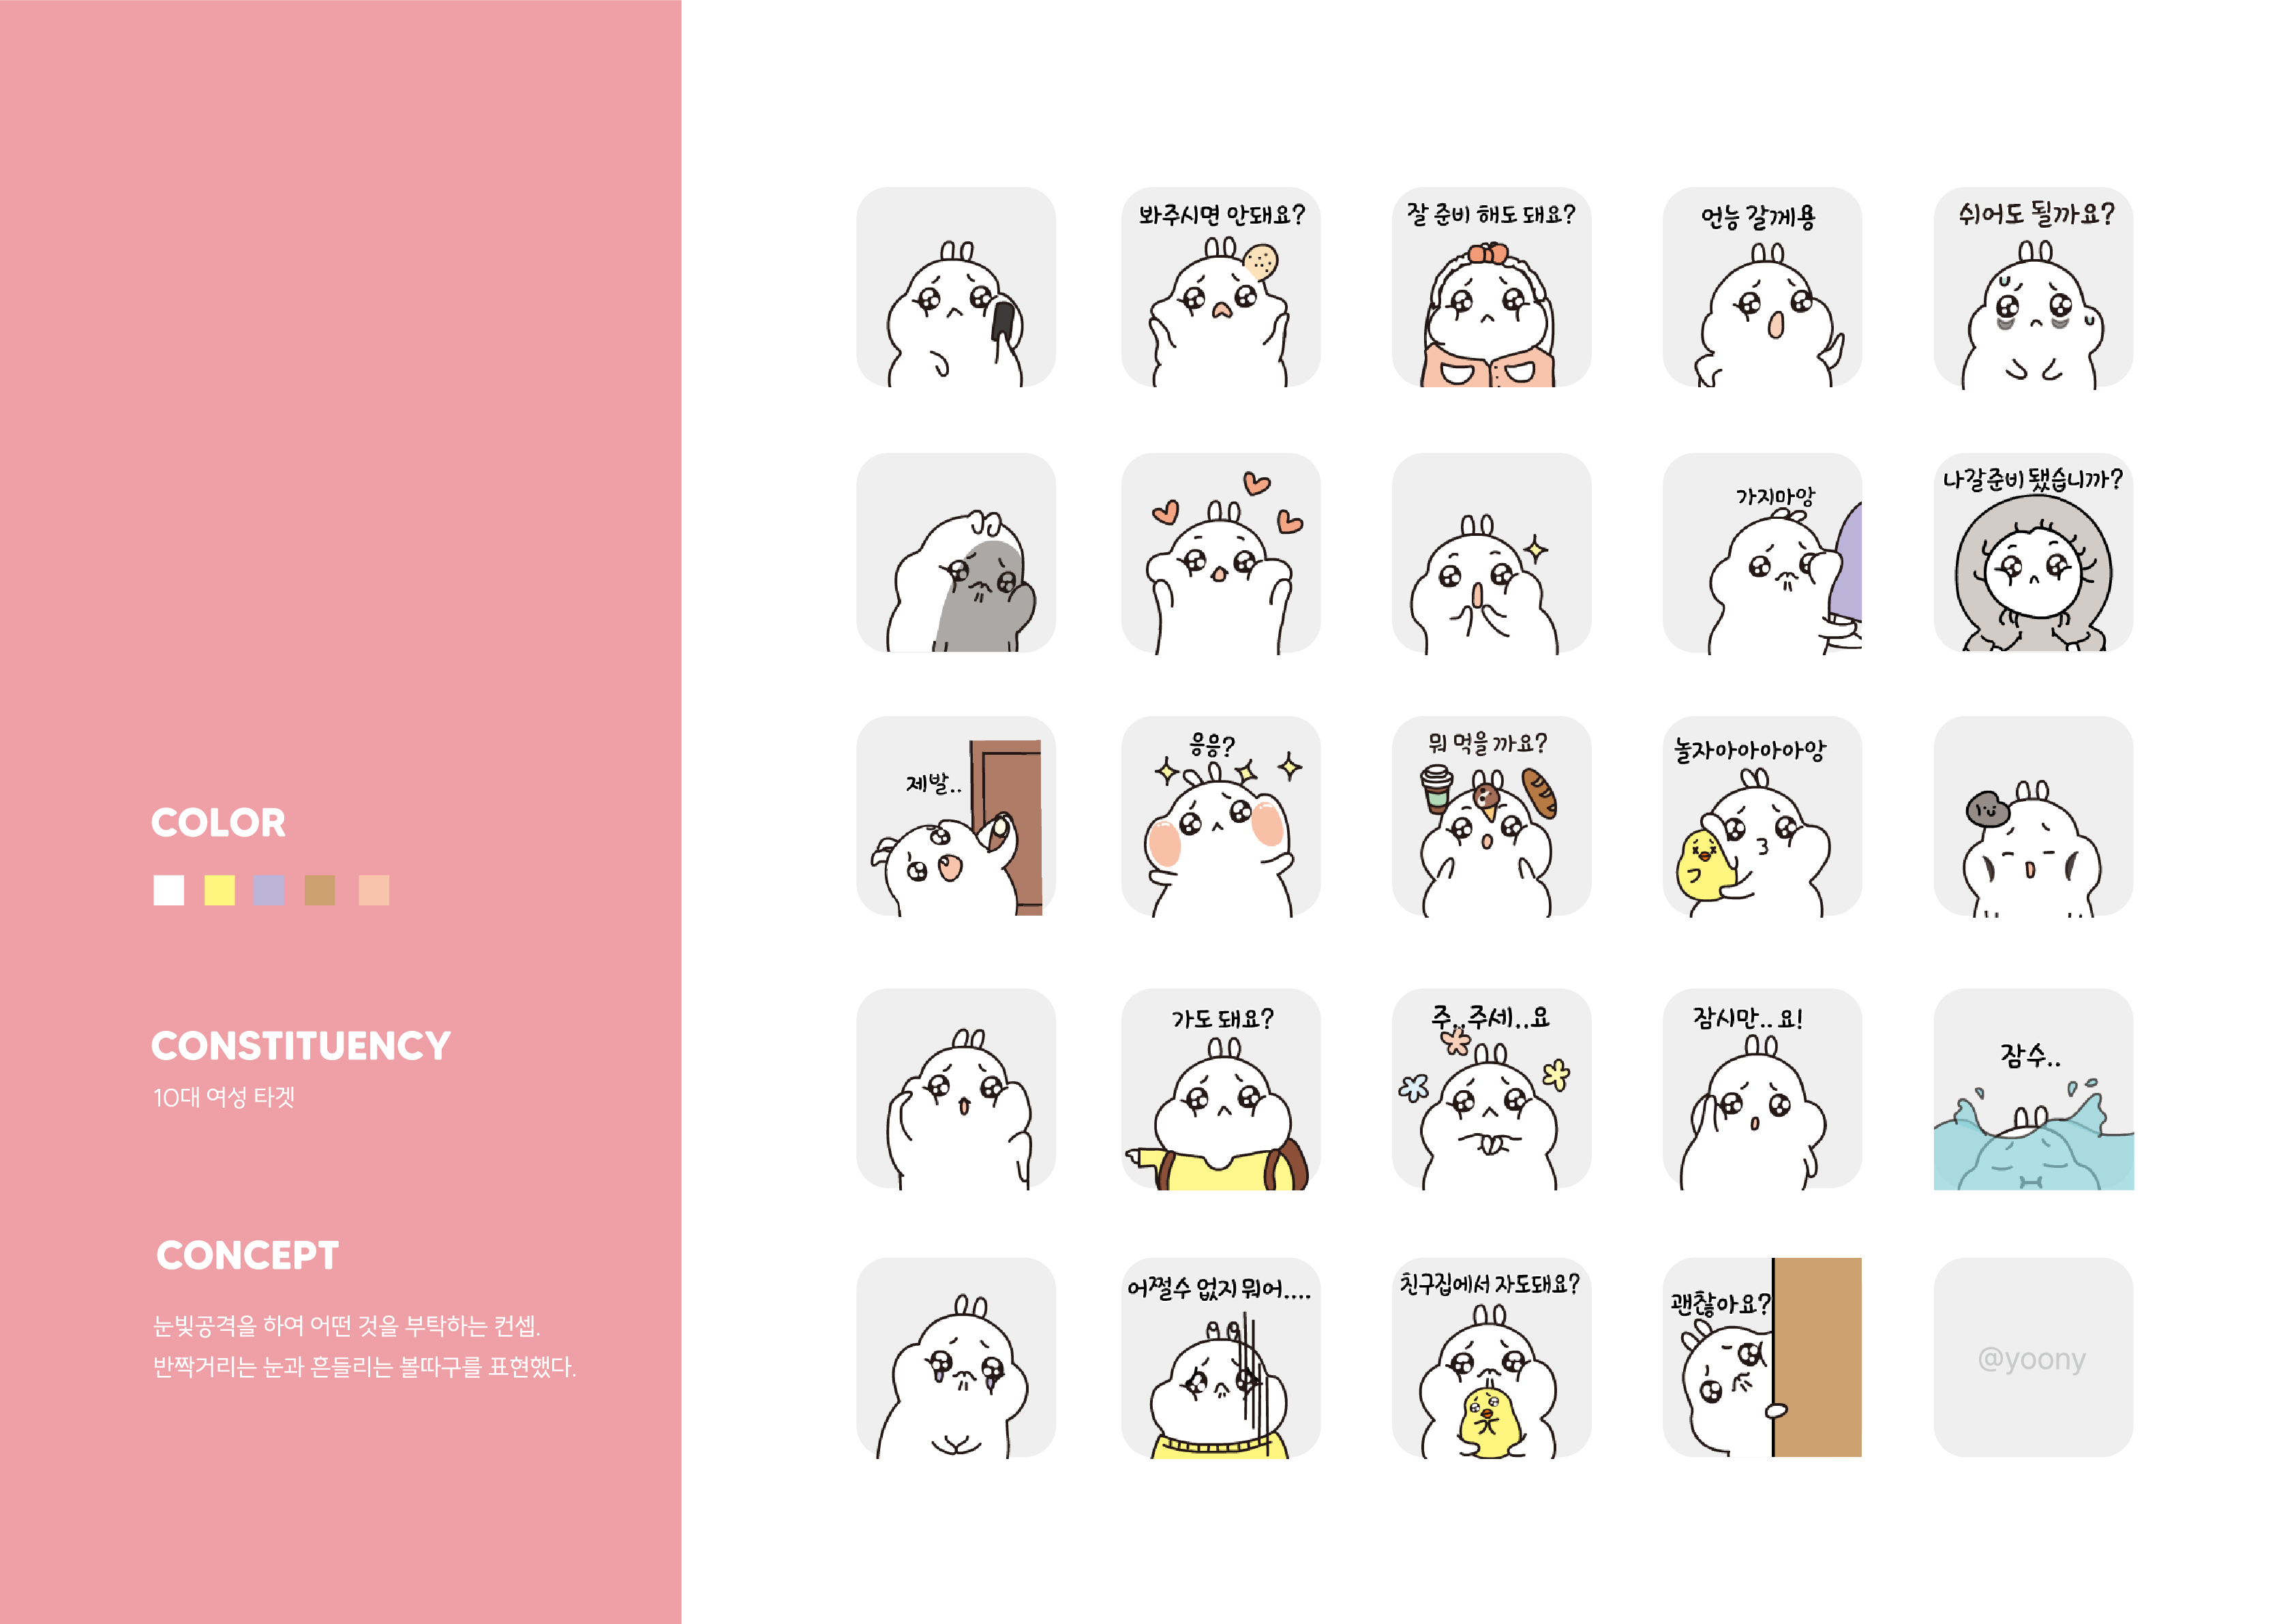 COLOR
CONSTITUENCY
10대 여성 타겟
CONCEPT
눈빛공격을 하여 어떤 것을 부탁하는 컨셉.
반짝거리는 눈과 흔들리는 볼따구를 표현했다.
봐주시면 안돼요?
잘 준비 해도 돼요?
언능 갈게용
쉬어도 될까요?
가지마앙
나갈준비 됐습니까?
제발..
응응?
뭐 먹을까요?
놀자아아아아앙
가도 돼요?
주..주세..요
잠시만..요!
잠수..
어쩔수 없지 뭐어....
친구집에서 자도돼요?
괜찮아요?
@yoony